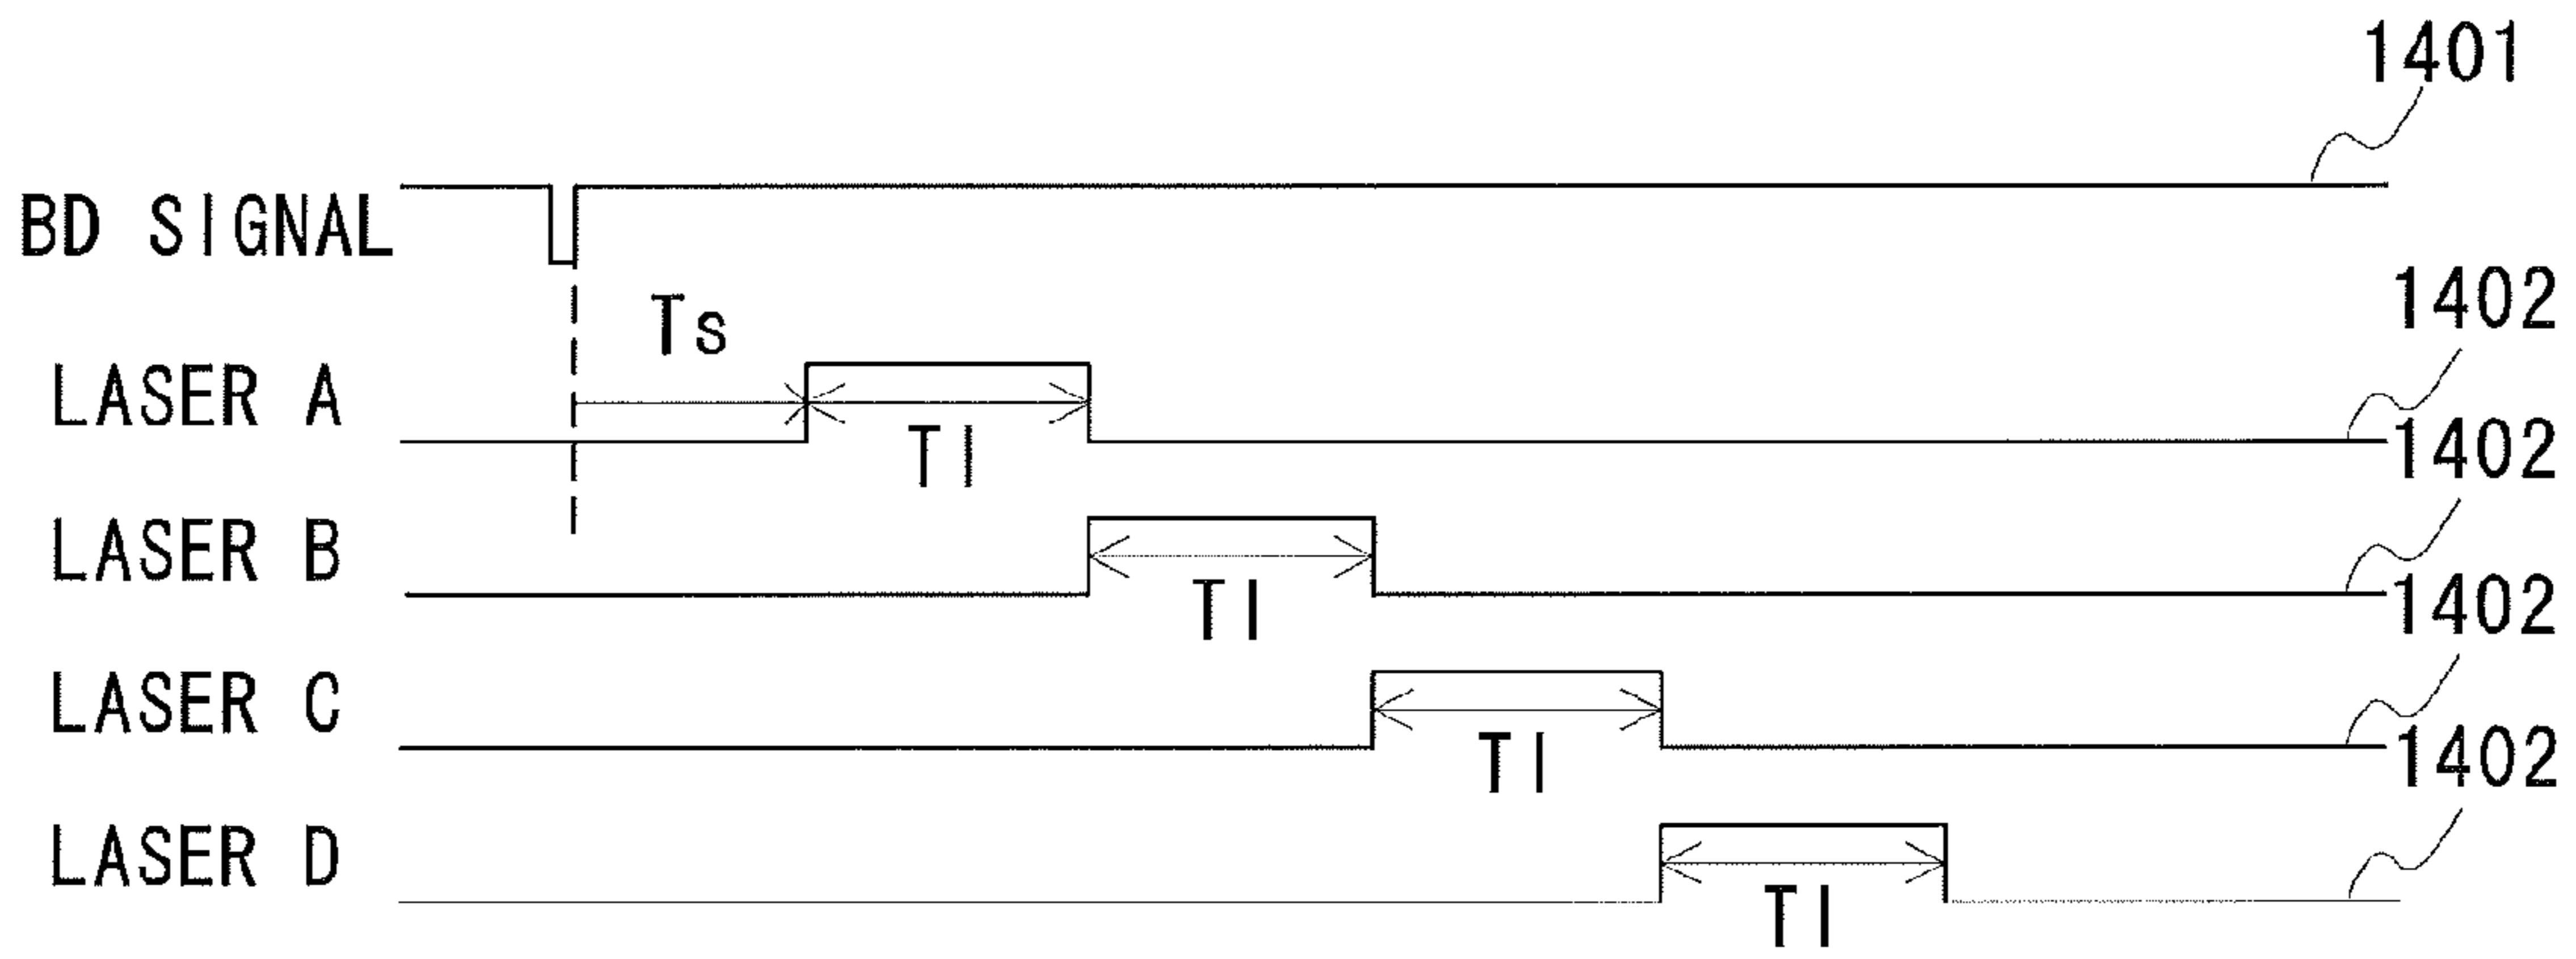 1401
BD SIGNAL
1402
Ts
LASER A
Tl
1402
LASER B
Tl
1402
LASER C
Tl
1402
LASER D
Tl